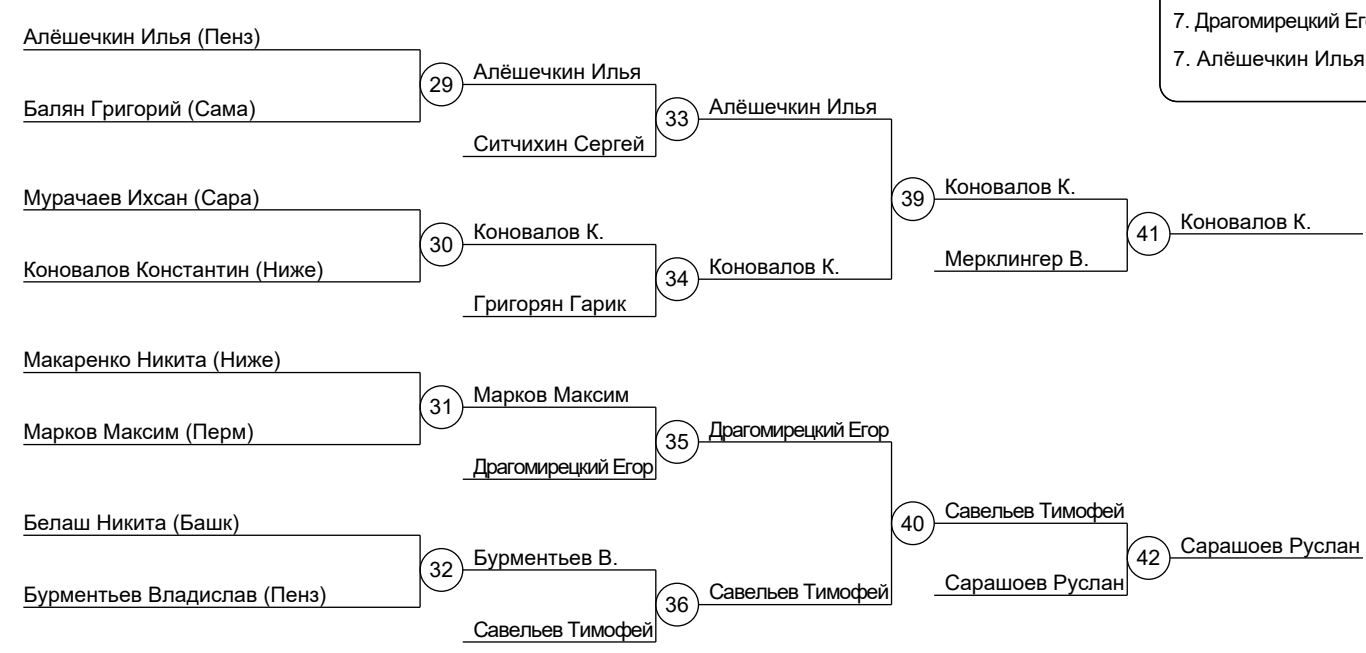 7. Драгомирецкий Его
7. Алёшечкин Илья
Алёшечкин Илья (Пенз)
Балян Григорий (Сама)
29
Алёшечкин Илья
Ситчихин Сергей
33
Алёшечкин Илья
Мурачаев Ихсан (Сара)
Коновалов Константин (Ниже)
30
Коновалов К.
Григорян Гарик
34
Коновалов К.
39
Коновалов К.
Мерклингер В.
41
Коновалов К.
Макаренко Никита (Ниже)
Марков Максим (Перм)
31
Марков Максим
Драгомирецкий Егор
35
Драгомирецкий Егор
Белаш Никита (Башк)
Бурментьев Владислав (Пенз)
32
Бурментьев В.
Савельев Тимофей
36
Савельев Тимофей
40
Савельев Тимофей
Сарашоев Руслан
42
Сарашоев Руслан